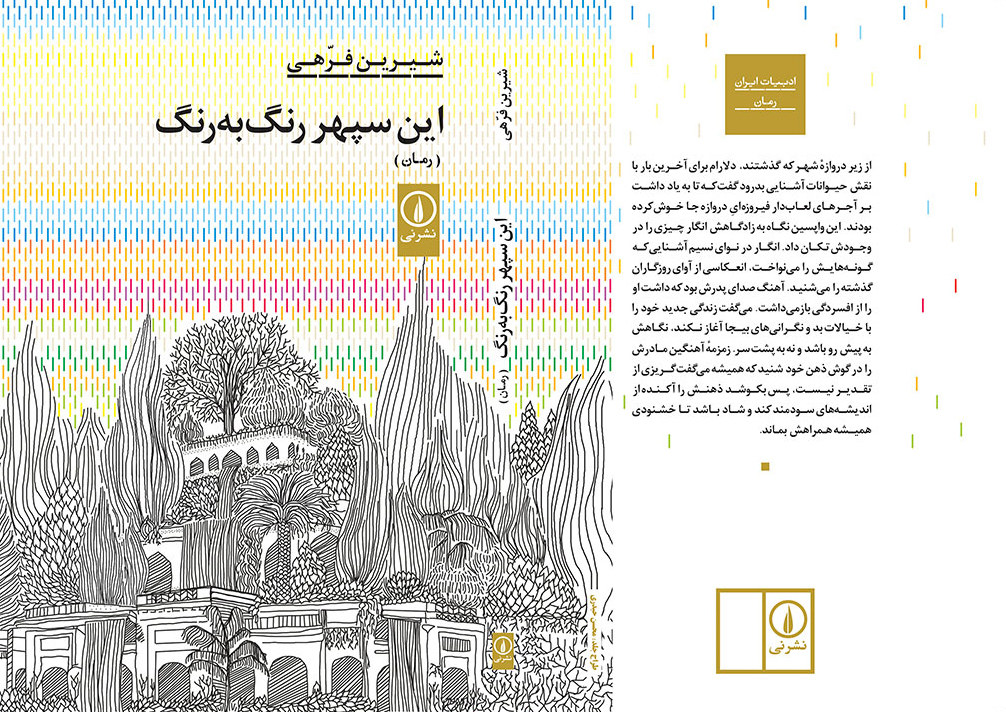 شیرین فرّهی
این سپهر رنگ‌به‌رنگ
(رمان)
نشرنی
شیرین فرّهی
این سپهر رنگ‌به‌رنگ (رمان)
نشرنی
ادبیات ایران
رمان
از زیر دروازهٔ شهر که گذشتند، دلارام برای آخرین بار با
نقش حیوانات آشنایی بدرود گفت که تا به یاد داشت
بر آجرهای لعاب‌دار فیروزه‌ایِ دروازه جا خوش کرده
بودند. این واپسین نگاه به زادگاهش انگار چیزی را در
وجودش تکان داد. انگار در نوای نسیم آشنایی که
گونه‌هایش را می‌نواخت، انعکاسی از آوای روزگاران
گذشته را می‌شنید. آهنگ صدای پدرش بود که داشت او
را از افسردگی بازمی‌داشت. می‌گفت زندگی جدید خود را
با خیالات بد و نگرانی‌های بیجا آغاز نکند. نگاهش
به پیش رو باشد و نه به پشت سر. زمزمهٔ آهنگین مادرش
را در گوش ذهن خود شنید که همیشه می‌گفت گریزی از
تقدیر نیست، پس بکوشد ذهنش را آکنده از
اندیشه‌های سودمند کند و شاد باشد تا خشنودی
همیشه همراهش بماند.
نشرنی